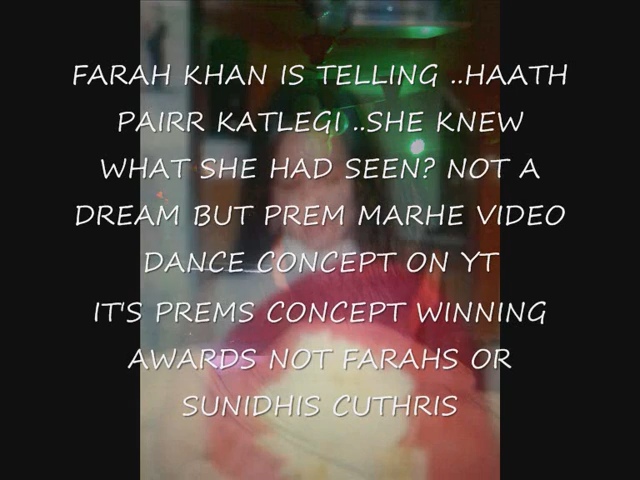 FARAH KHAN IS TELLING ..HAATH
PAIRR KATLEGI ..SHE KNEW
WHAT SHE HAD SEEN? NOT A
DREAM BUT PREM MARHE VIDEO
DANCE CONCEPT ON YT
IT'S PREMS CONCEPT WINNING
AWARDS NOT FARAHS OR
SUNIDHIS CUTHRIS